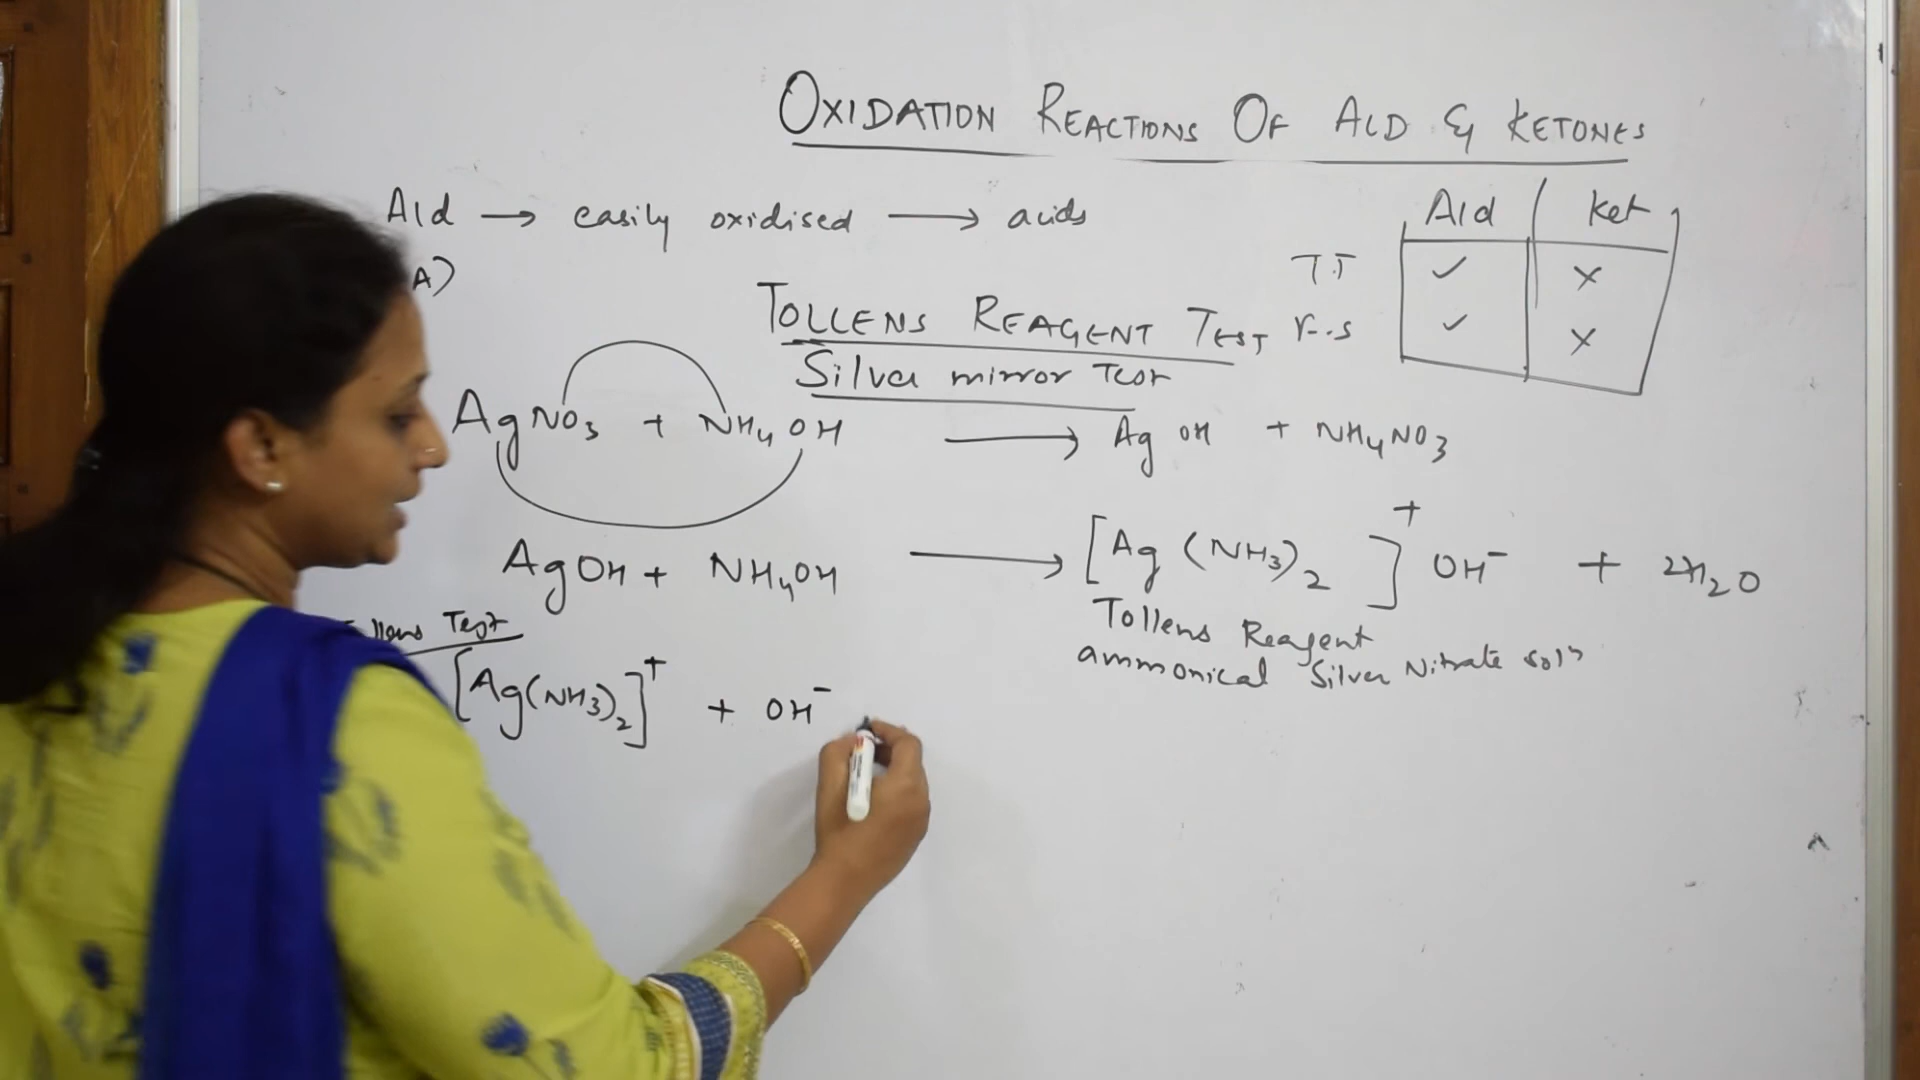 OXIDATION REACTIONS OF ALD & KETONES
Ald → easily oxidised → acids
A)
Ald Ket
T.T ✓ ×
F.S ✓ ×
TOLLENS REAGENT TEST
Silver mirror Test
AgNO₃ + NH₄OH → AgOH + NH₄NO₃
AgOH + NH₄OH → [Ag(NH₃)₂]⁺ OH⁻ + 2H₂O
Tollens Reagent
ammonical Silver Nitrate solⁿ
Test
[Ag(NH₃)₂]⁺ + OH⁻